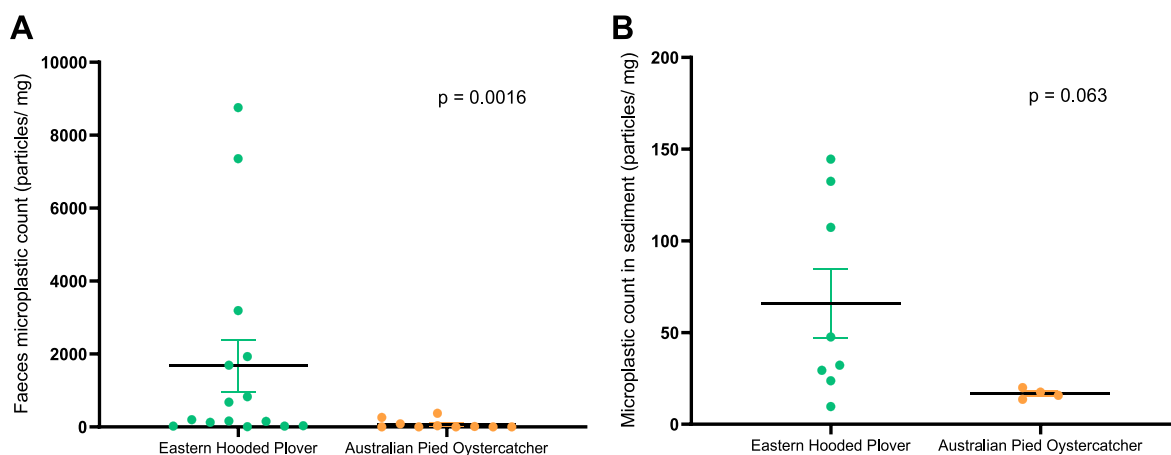 A
Faeces microplastic count (particles/ mg)
10000
8000
6000
4000
2000
0
p = 0.0016
Eastern Hooded Plover
Australian Pied Oystercatcher
B
Microplastic count in sediment (particles/ mg)
200
150
100
50
0
p = 0.063
Eastern Hooded Plover
Australian Pied Oystercatcher